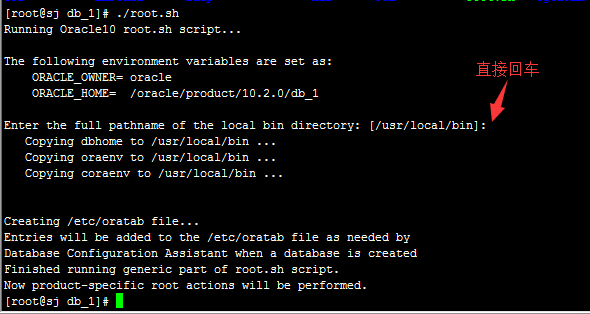 [root@sj db_1]# ./root.sh
Running Oracle10 root.sh script...
The following environment variables are set as:
ORACLE_OWNER= oracle
ORACLE_HOME=  /oracle/product/10.2.0/db_1
直接回车
Enter the full pathname of the local bin directory: [/usr/local/bin]:
Copying dbhome to /usr/local/bin ...
Copying oraenv to /usr/local/bin ...
Copying coraenv to /usr/local/bin ...
Creating /etc/oratab file...
Entries will be added to the /etc/oratab file as needed by
Database Configuration Assistant when a database is created
Finished running generic part of root.sh script.
Now product-specific root actions will be performed.
[root@sj db_1]#